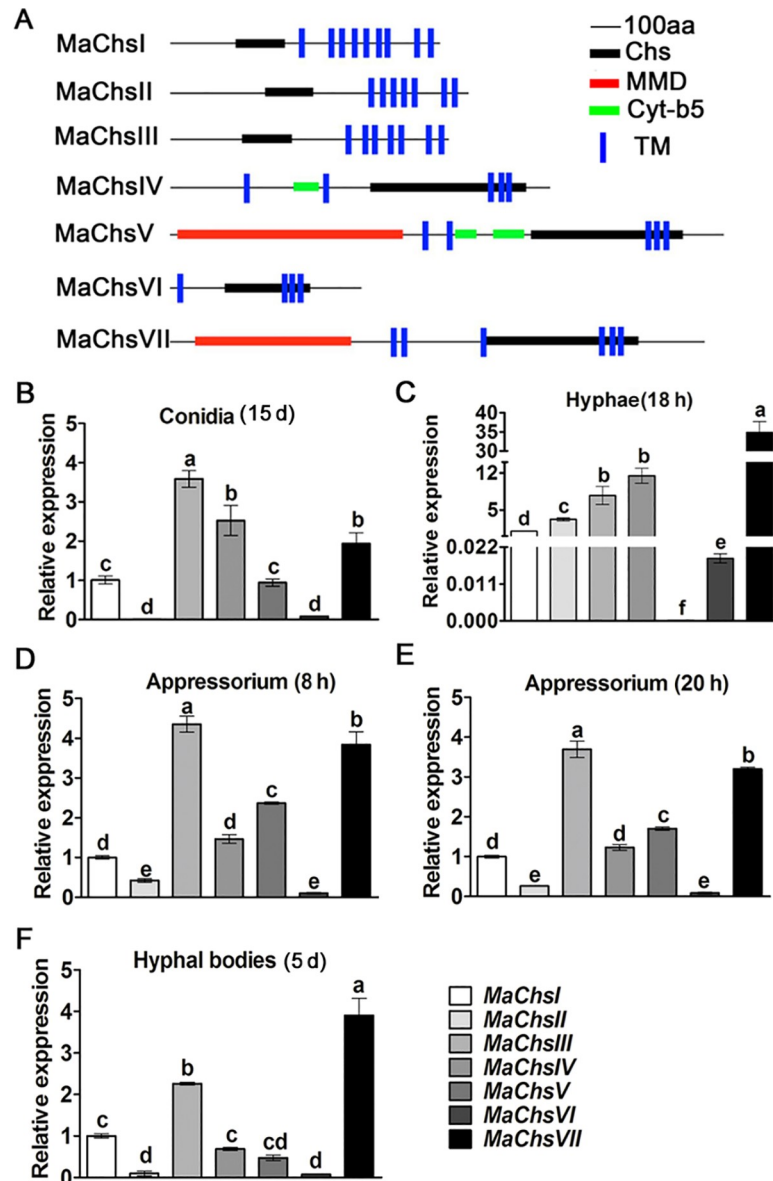 A
MaChsI
MaChsII
MaChsIII
MaChsIV
MaChsV
MaChsVI
MaChsVII
100aa
Chs
MMD
Cyt-b5
TM
B
Conidia (15 d)
Relative exppression
5
4
3
2
1
0
c
d
a
b
c
d
b
C
Hyphae(18 h)
Relative expression
40
35
30
12
5
0.022
0.011
0.000
d
c
b
b
f
e
a
D
Appressorium (8 h)
Relative exppression
5
4
3
2
1
0
d
e
a
d
c
e
b
E
Appressorium (20 h)
Relative exppression
5
4
3
2
1
0
d
e
a
d
c
e
b
F
Hyphal bodies (5 d)
Relative exppression
5
4
3
2
1
0
c
d
b
c
cd
d
a
MaChsI
MaChsII
MaChsIII
MaChsIV
MaChsV
MaChsVI
MaChsVII